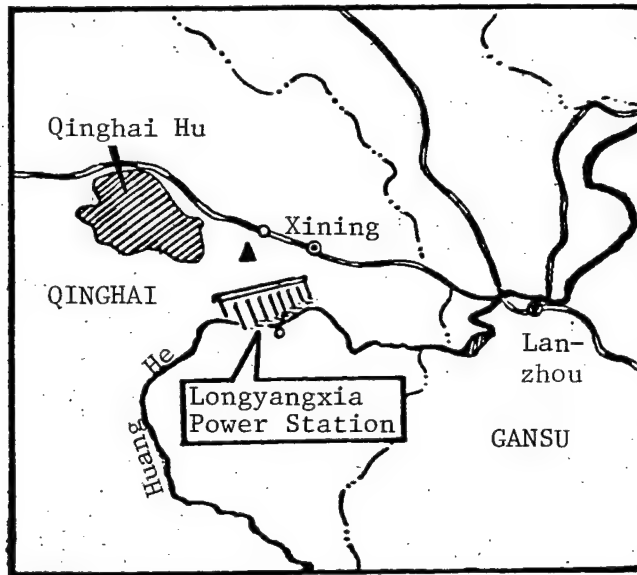 Qinghai Hu
Xining
QINGHAI
Lan-
zhou
Huang He
Longyangxia
Power Station
GANSU